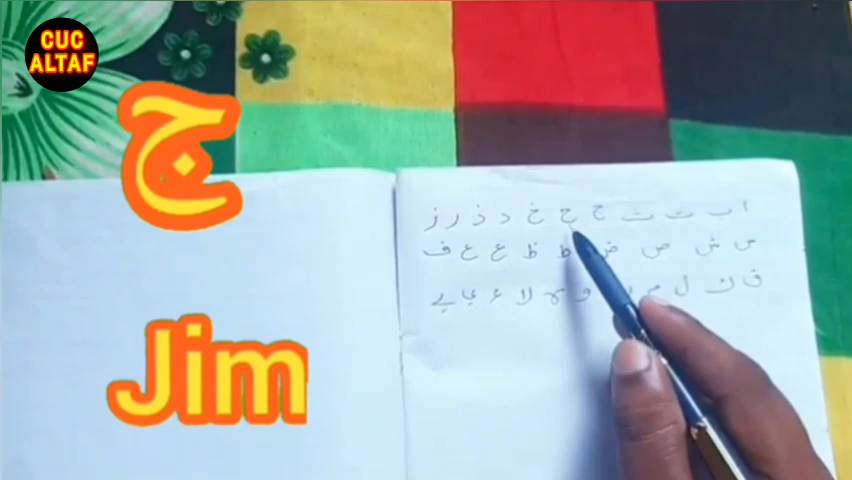 CUC
ALTAF
ج
Jim
ا ب ت ث ج ح خ د ذ ر ز
س ش ص ض ط ظ ع غ ف
ق ك ل م ن و ه لا ء ي ے